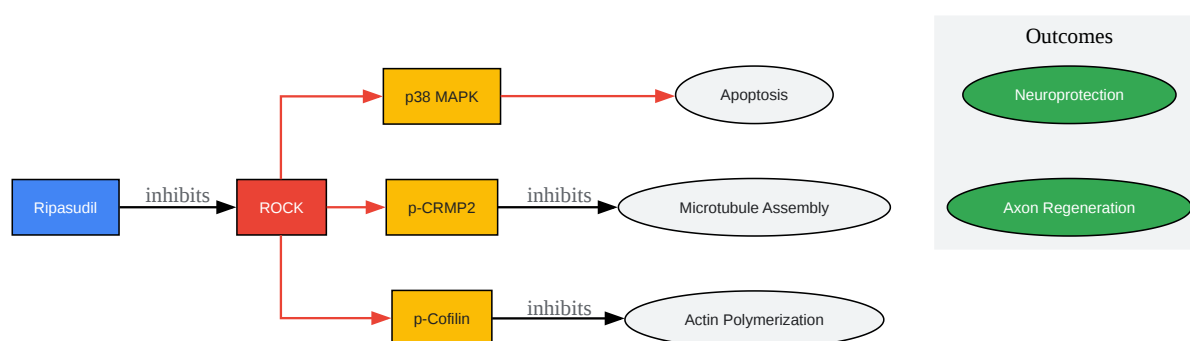 Outcomes
p38 MAPK
Apoptosis
Neuroprotection
Ripasudil
inhibits
ROCK
p-CRMP2
inhibits
Microtubule Assembly
Axon Regeneration
p-Cofilin
inhibits
Actin Polymerization